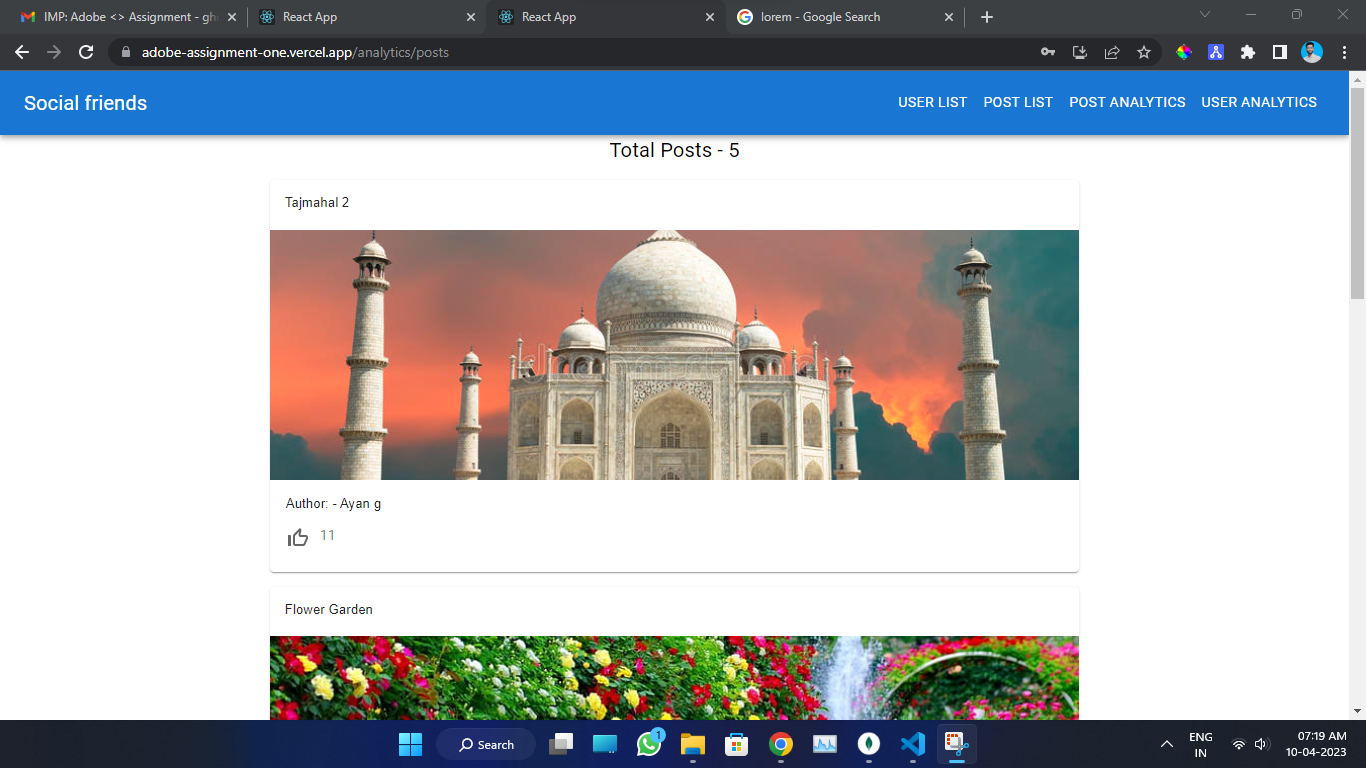 IMP: Adobe <> Assignment - gh
React App
React App
lorem - Google Search
adobe-assignment-one.vercel.app/analytics/posts
Social friends
USER LIST POST LIST POST ANALYTICS USER ANALYTICS
Total Posts - 5
Tajmahal 2
Author: - Ayan g
11
Flower Garden
Search
1
ENG
IN
07:19 AM
10-04-2023